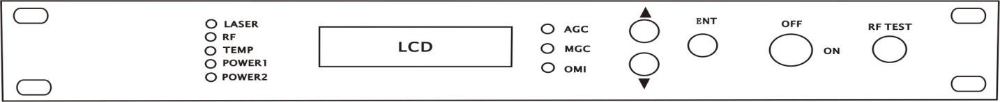 LASER
RF
TEMP
POWER1
POWER2
LCD
AGC
MGC
OMI
ENT
OFF
ON
RF TEST